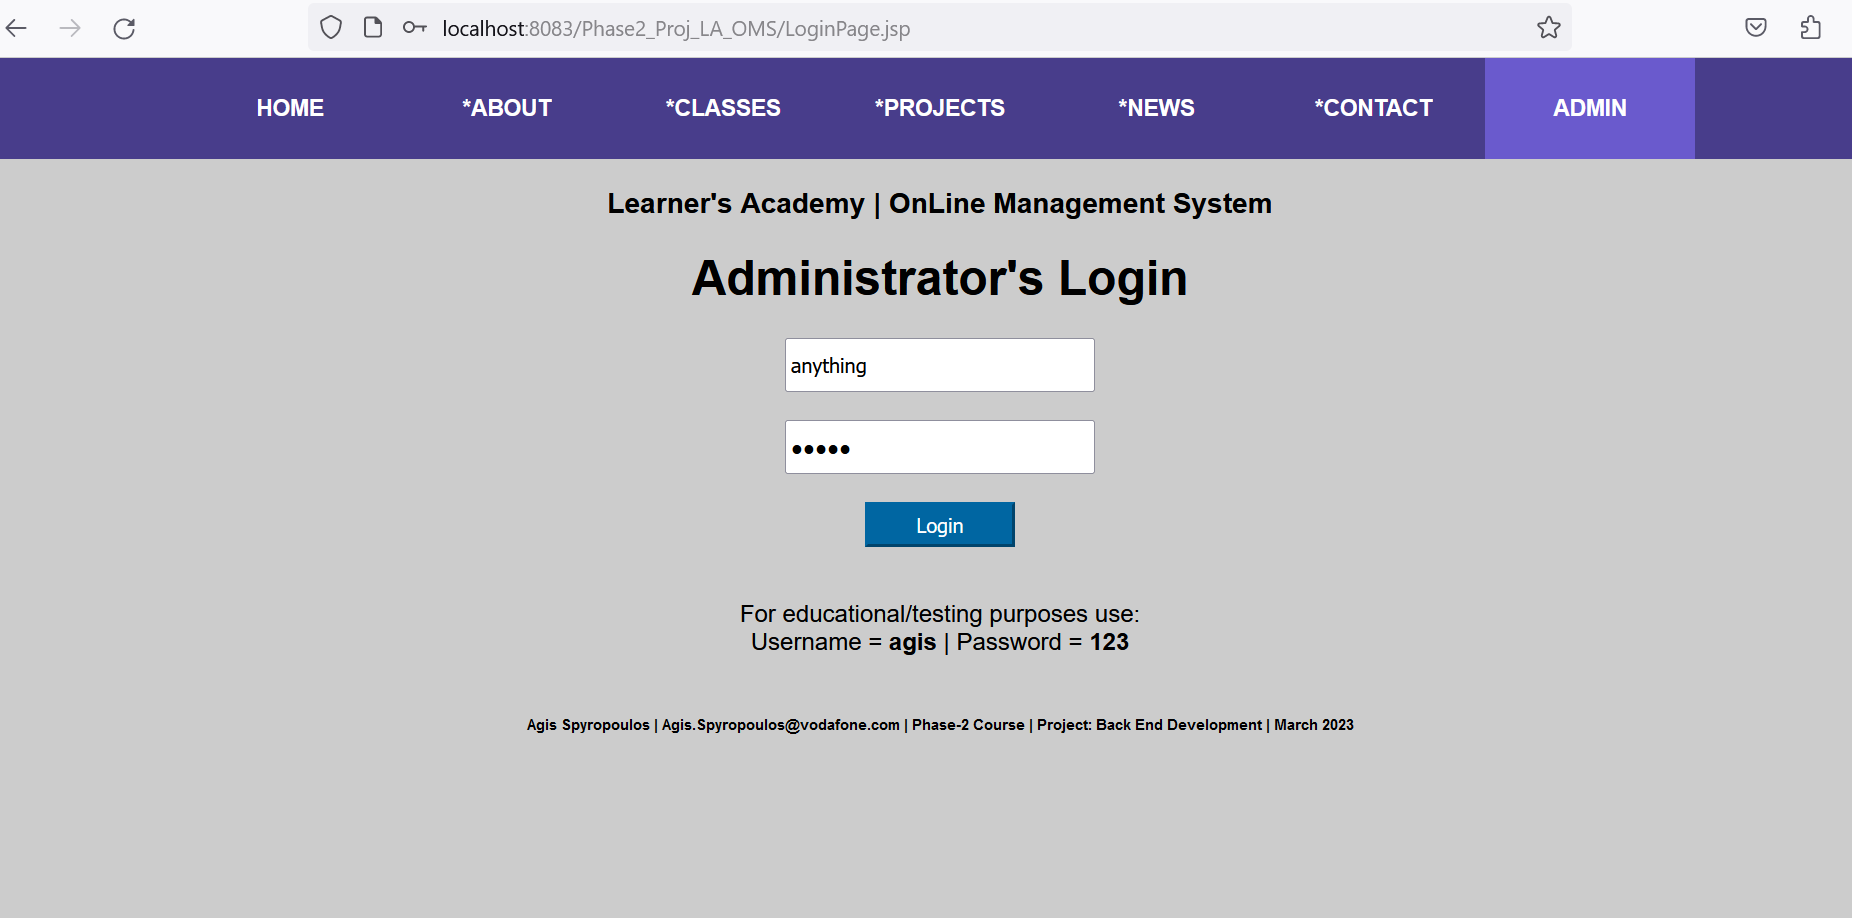 localhost:8083/Phase2_Proj_LA_OMS/LoginPage.jsp
HOME *ABOUT *CLASSES *PROJECTS *NEWS *CONTACT ADMIN
Learner's Academy | OnLine Management System
Administrator's Login
anything
•••••
Login
For educational/testing purposes use:
Username = agis | Password = 123
Agis Spyropoulos | Agis.Spyropoulos@vodafone.com | Phase-2 Course | Project: Back End Development | March 2023